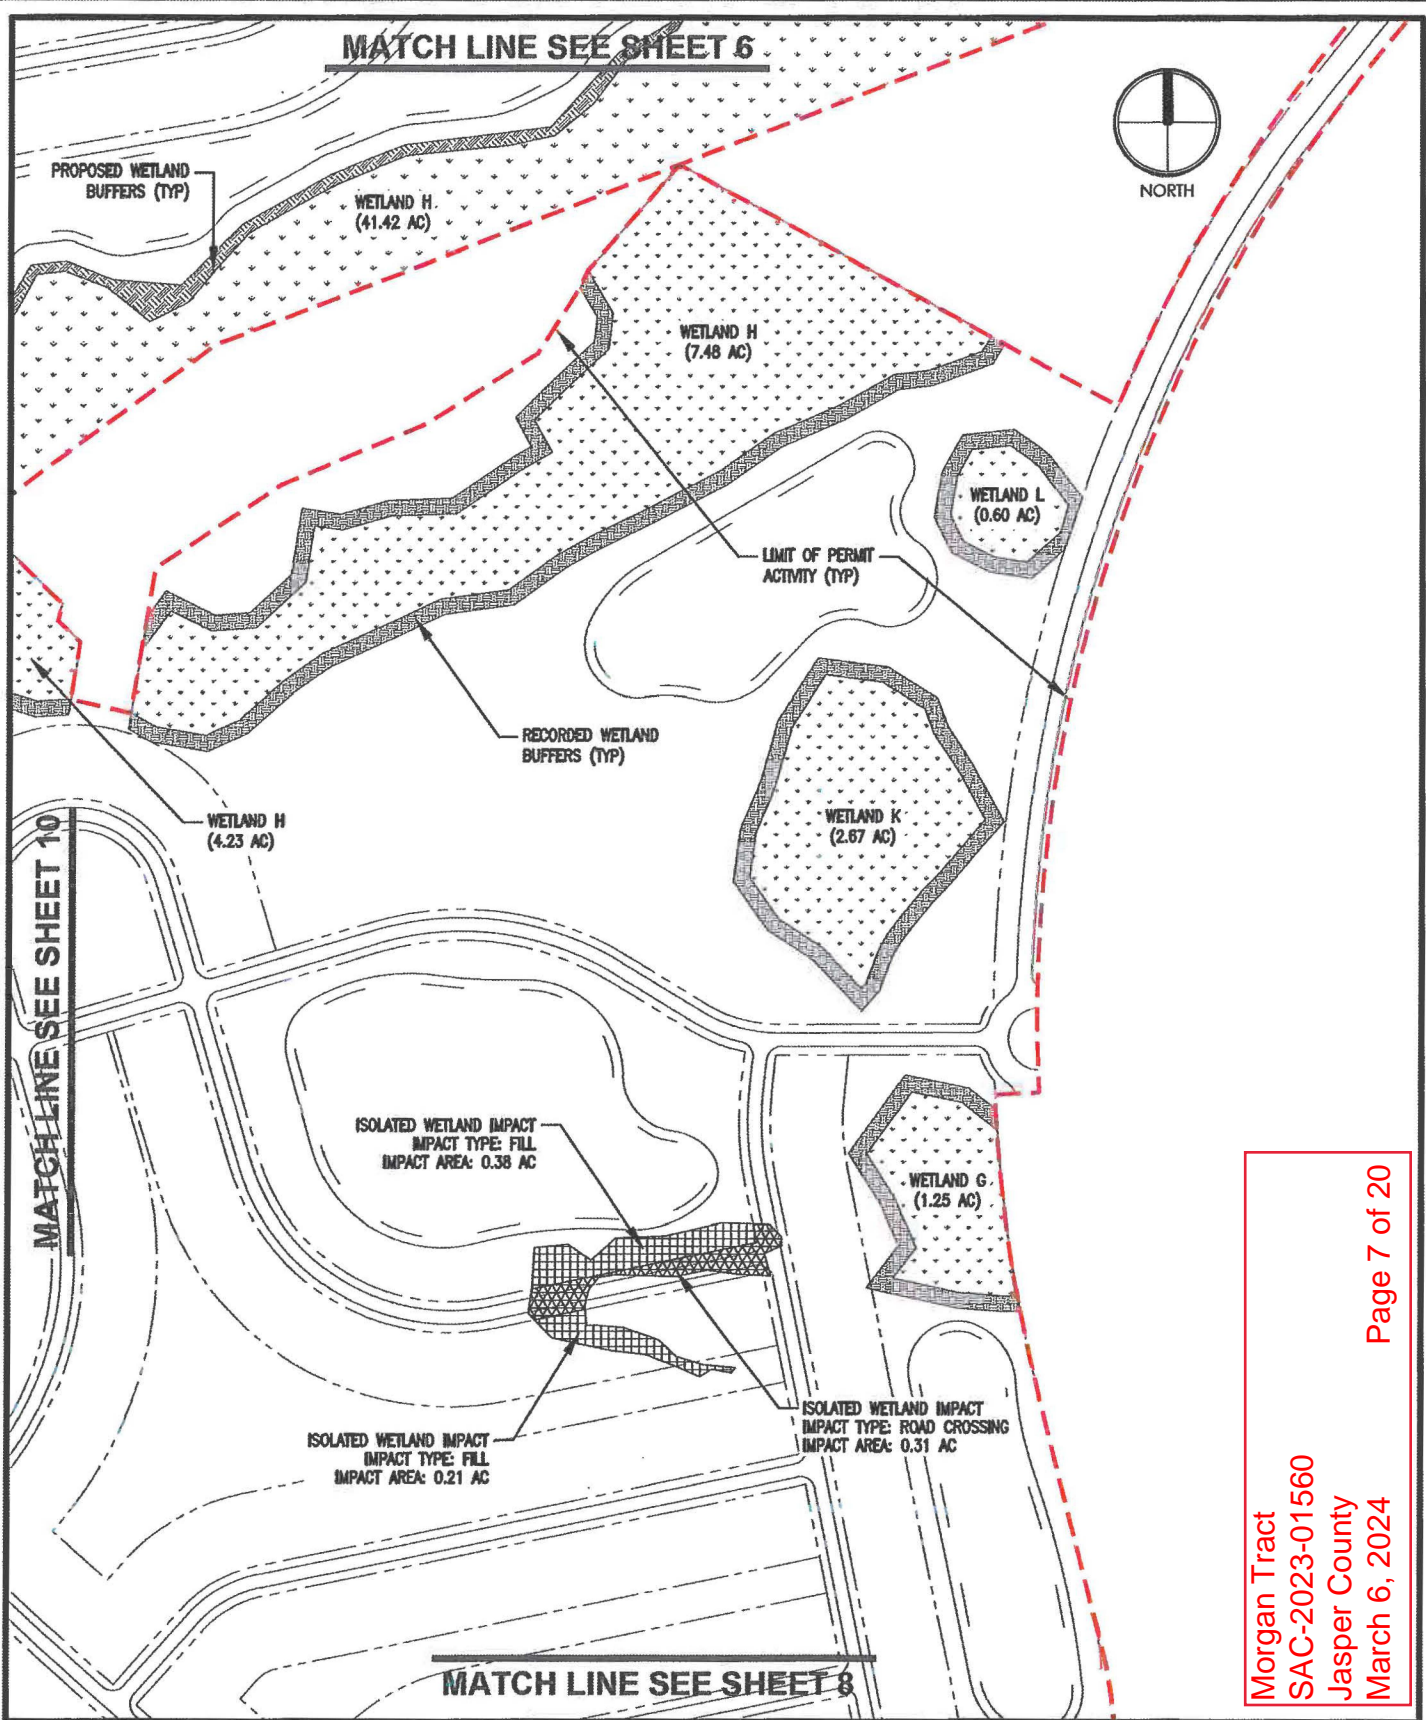 MATCH LINE SEE SHEET 6
NORTH
PROPOSED WETLAND
BUFFERS (TYP)
WETLAND H
(41.42 AC)
WETLAND H
(7.48 AC)
WETLAND L
(0.60 AC)
LIMIT OF PERMIT
ACTIVITY (TYP)
RECORDED WETLAND
BUFFERS (TYP)
WETLAND H
(4.23 AC)
WETLAND K
(2.67 AC)
MATCH LINE SEE SHEET 10
ISOLATED WETLAND IMPACT
IMPACT TYPE: FILL
IMPACT AREA: 0.38 AC
WETLAND G
(1.25 AC)
ISOLATED WETLAND IMPACT
IMPACT TYPE: ROAD CROSSING
IMPACT AREA: 0.31 AC
ISOLATED WETLAND IMPACT
IMPACT TYPE: FILL
IMPACT AREA: 0.21 AC
MATCH LINE SEE SHEET 8
Morgan Tract
SAC-2023-01560
Jasper County
March 6, 2024 Page 7 of 20